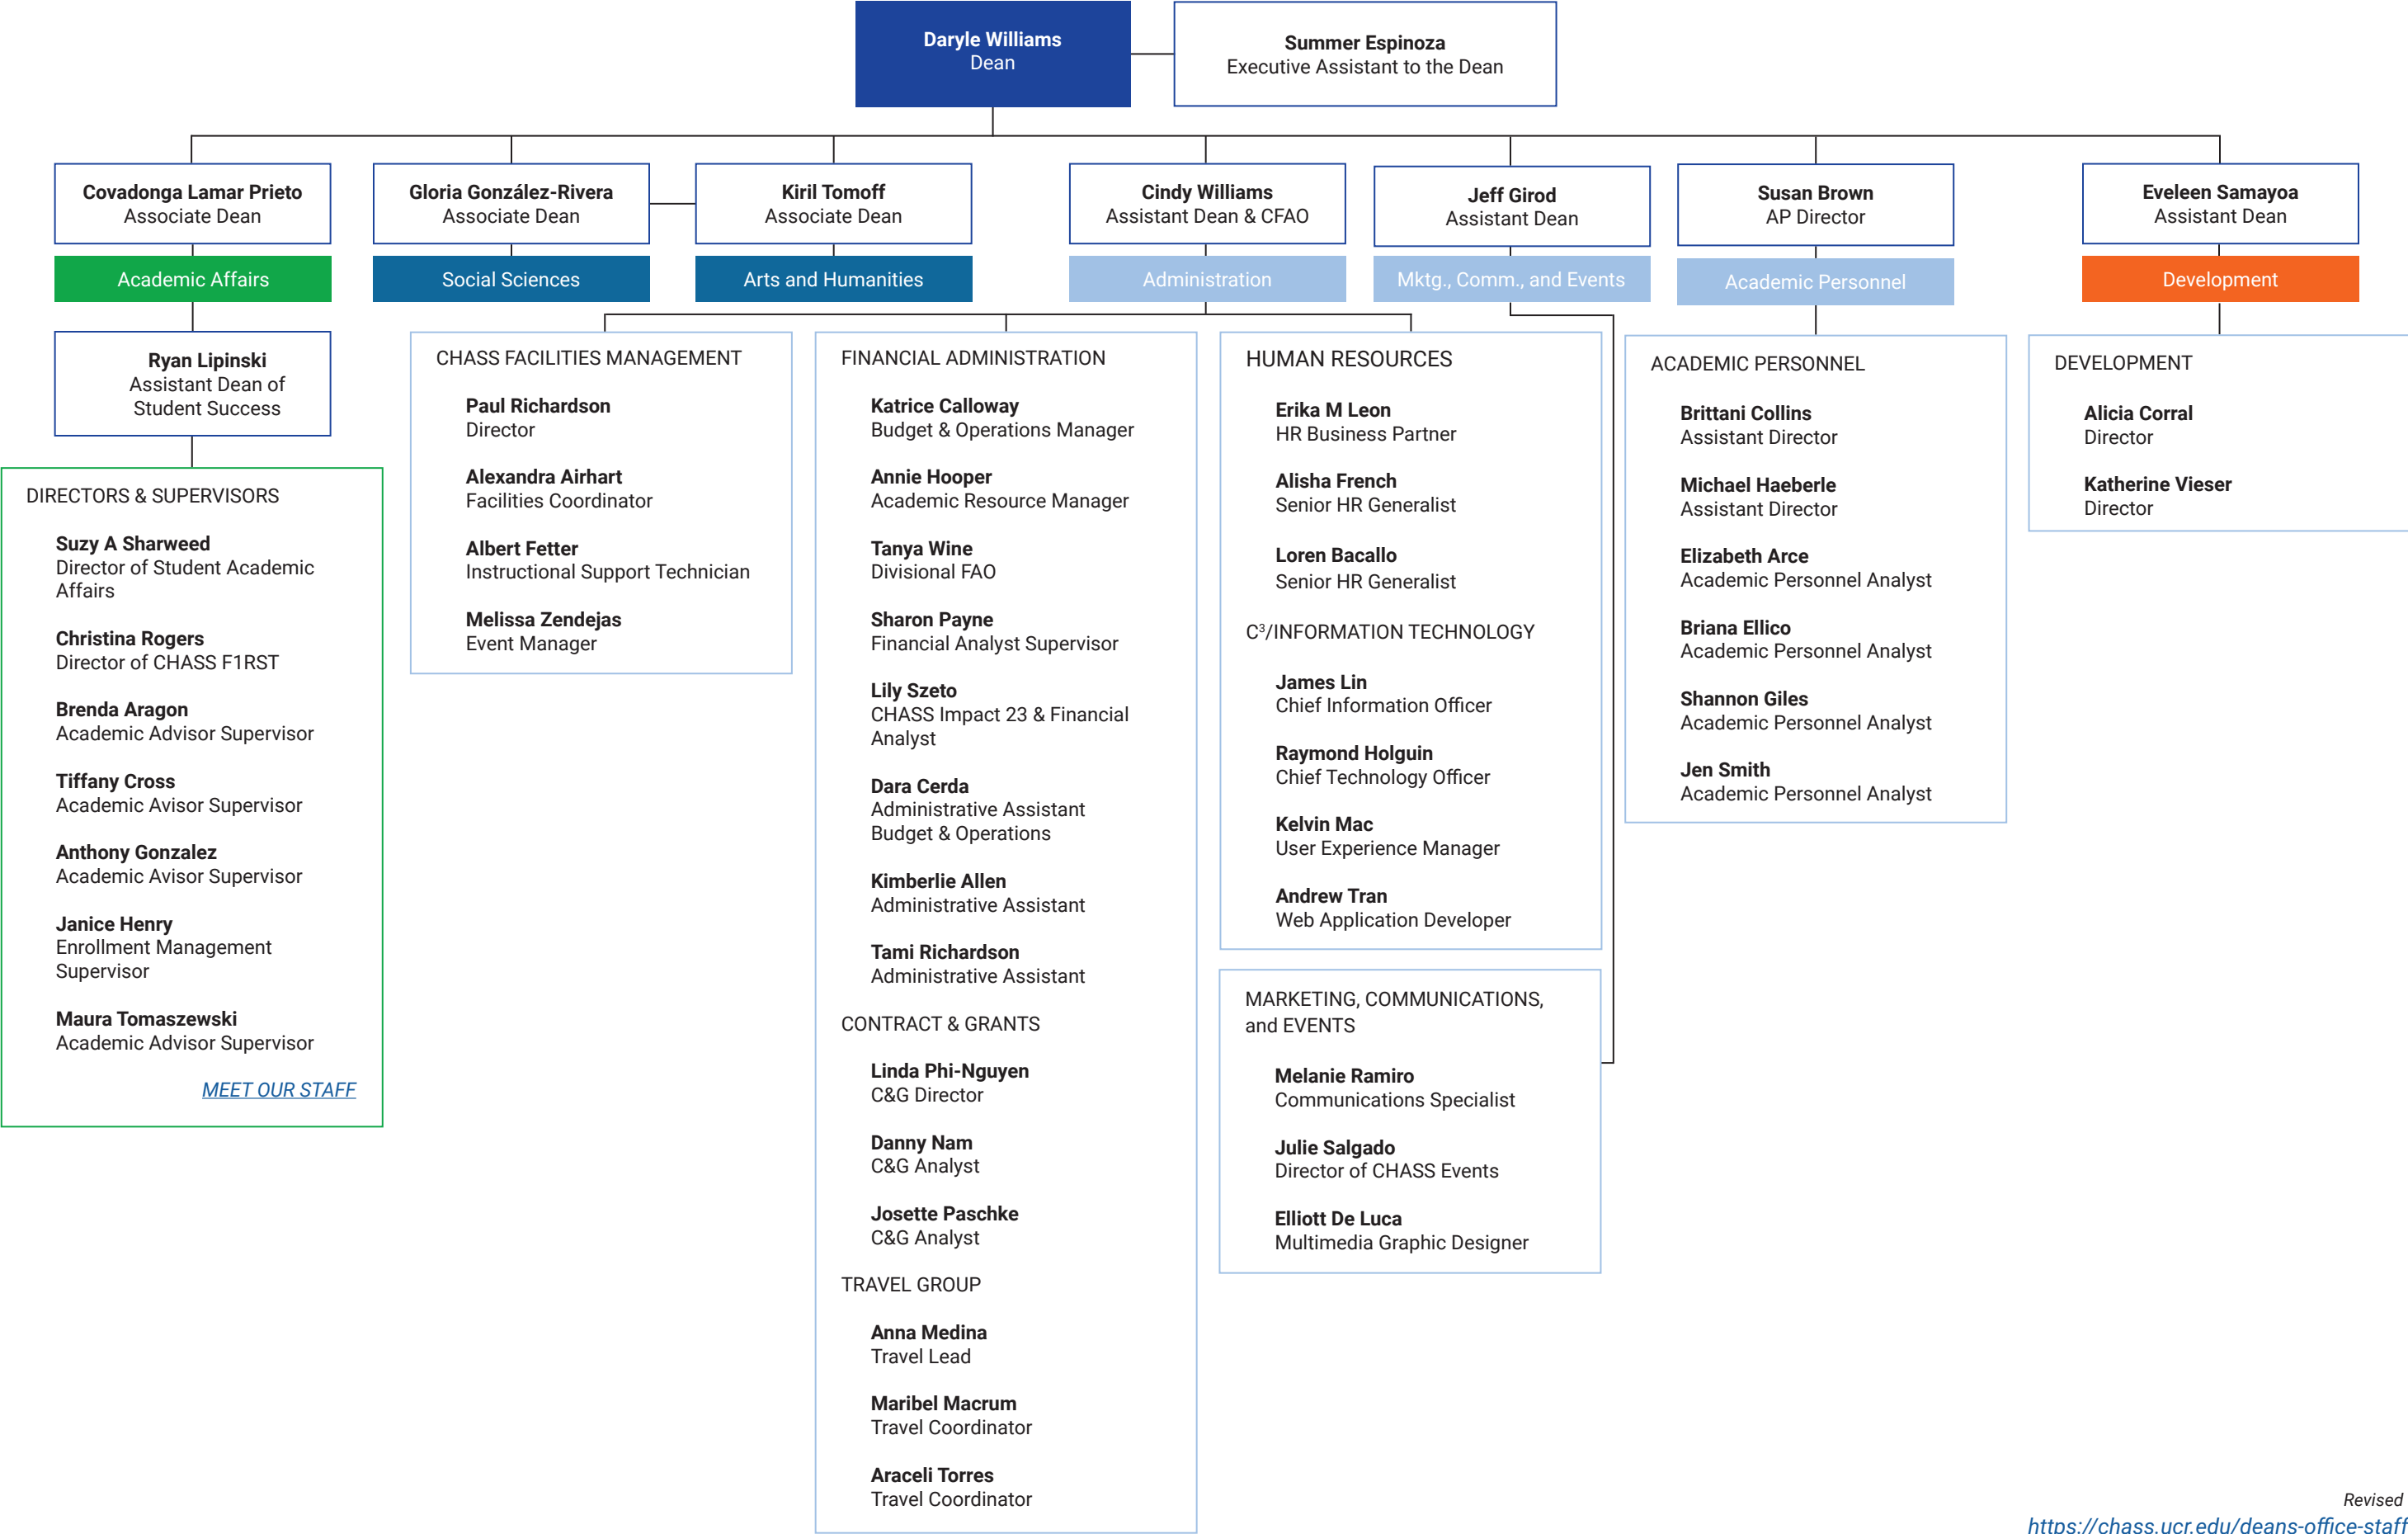 Daryle Williams
Dean
Summer Espinoza
Executive Assistant to the Dean
Covadonga Lamar Prieto
Associate Dean
Academic Affairs
Gloria González-Rivera
Associate Dean
Social Sciences
Kiril Tomoff
Associate Dean
Arts and Humanities
Cindy Williams
Assistant Dean & CFAO
Administration
Jeff Girod
Assistant Dean
Mktg., Comm., and Events
Susan Brown
AP Director
Academic Personnel
Eveleen Samayoa
Assistant Dean
Development
Ryan Lipinski
Assistant Dean of
Student Success
DIRECTORS & SUPERVISORS
Suzy A Sharweed
Director of Student Academic
Affairs
Christina Rogers
Director of CHASS F1RST
Brenda Aragon
Academic Advisor Supervisor
Tiffany Cross
Academic Avisor Supervisor
Anthony Gonzalez
Academic Avisor Supervisor
Janice Henry
Enrollment Management
Supervisor
Maura Tomaszewski
Academic Advisor Supervisor
MEET OUR STAFF
CHASS FACILITIES MANAGEMENT
Paul Richardson
Director
Alexandra Airhart
Facilities Coordinator
Albert Fetter
Instructional Support Technician
Melissa Zendejas
Event Manager
FINANCIAL ADMINISTRATION
Katrice Calloway
Budget & Operations Manager
Annie Hooper
Academic Resource Manager
Tanya Wine
Divisional FAO
Sharon Payne
Financial Analyst Supervisor
Lily Szeto
CHASS Impact 23 & Financial
Analyst
Dara Cerda
Administrative Assistant
Budget & Operations
Kimberlie Allen
Administrative Assistant
Tami Richardson
Administrative Assistant
CONTRACT & GRANTS
Linda Phi-Nguyen
C&G Director
Danny Nam
C&G Analyst
Josette Paschke
C&G Analyst
TRAVEL GROUP
Anna Medina
Travel Lead
Maribel Macrum
Travel Coordinator
Araceli Torres
Travel Coordinator
HUMAN RESOURCES
Erika M Leon
HR Business Partner
Alisha French
Senior HR Generalist
Loren Bacallo
Senior HR Generalist
C³/INFORMATION TECHNOLOGY
James Lin
Chief Information Officer
Raymond Holguin
Chief Technology Officer
Kelvin Mac
User Experience Manager
Andrew Tran
Web Application Developer
MARKETING, COMMUNICATIONS,
and EVENTS
Melanie Ramiro
Communications Specialist
Julie Salgado
Director of CHASS Events
Elliott De Luca
Multimedia Graphic Designer
ACADEMIC PERSONNEL
Brittani Collins
Assistant Director
Michael Haeberle
Assistant Director
Elizabeth Arce
Academic Personnel Analyst
Briana Ellico
Academic Personnel Analyst
Shannon Giles
Academic Personnel Analyst
Jen Smith
Academic Personnel Analyst
DEVELOPMENT
Alicia Corral
Director
Katherine Vieser
Director
Revised
https://chass.ucr.edu/deans-office-staff